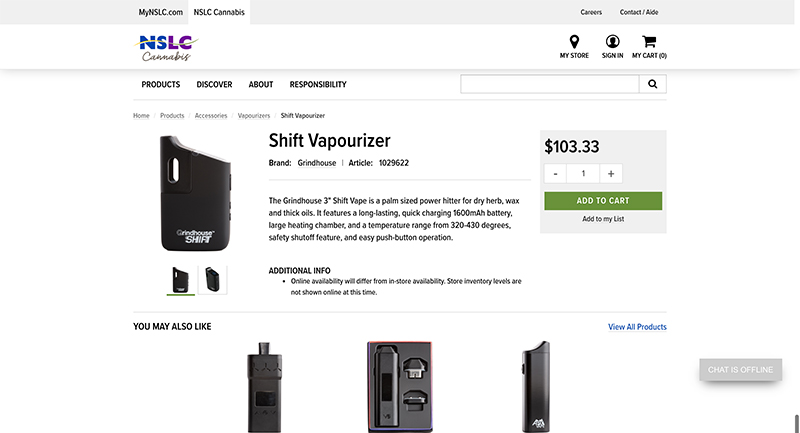 MyNSLC.com NSLC Cannabis Careers Contact / Aide
NSLC
Cannabis
MY STORE SIGN IN MY CART (0)
PRODUCTS DISCOVER ABOUT RESPONSIBILITY
Home / Products / Accessories / Vapourizers / Shift Vapourizer
Shift Vapourizer
Brand: Grindhouse | Article: 1029622
The Grindhouse 3" Shift Vape is a palm sized power hitter for dry herb, wax
and thick oils. It features a long-lasting, quick charging 1600mAh battery,
large heating chamber, and a temperature range from 320-430 degrees,
safety shutoff feature, and easy push-button operation.
Grindhouse
SHIFT
$103.33
- 1 +
ADD TO CART
Add to my List
ADDITIONAL INFO
• Online availability will differ from in-store availability. Store inventory levels are
not shown online at this time.
YOU MAY ALSO LIKE View All Products
CHAT IS OFFLINE